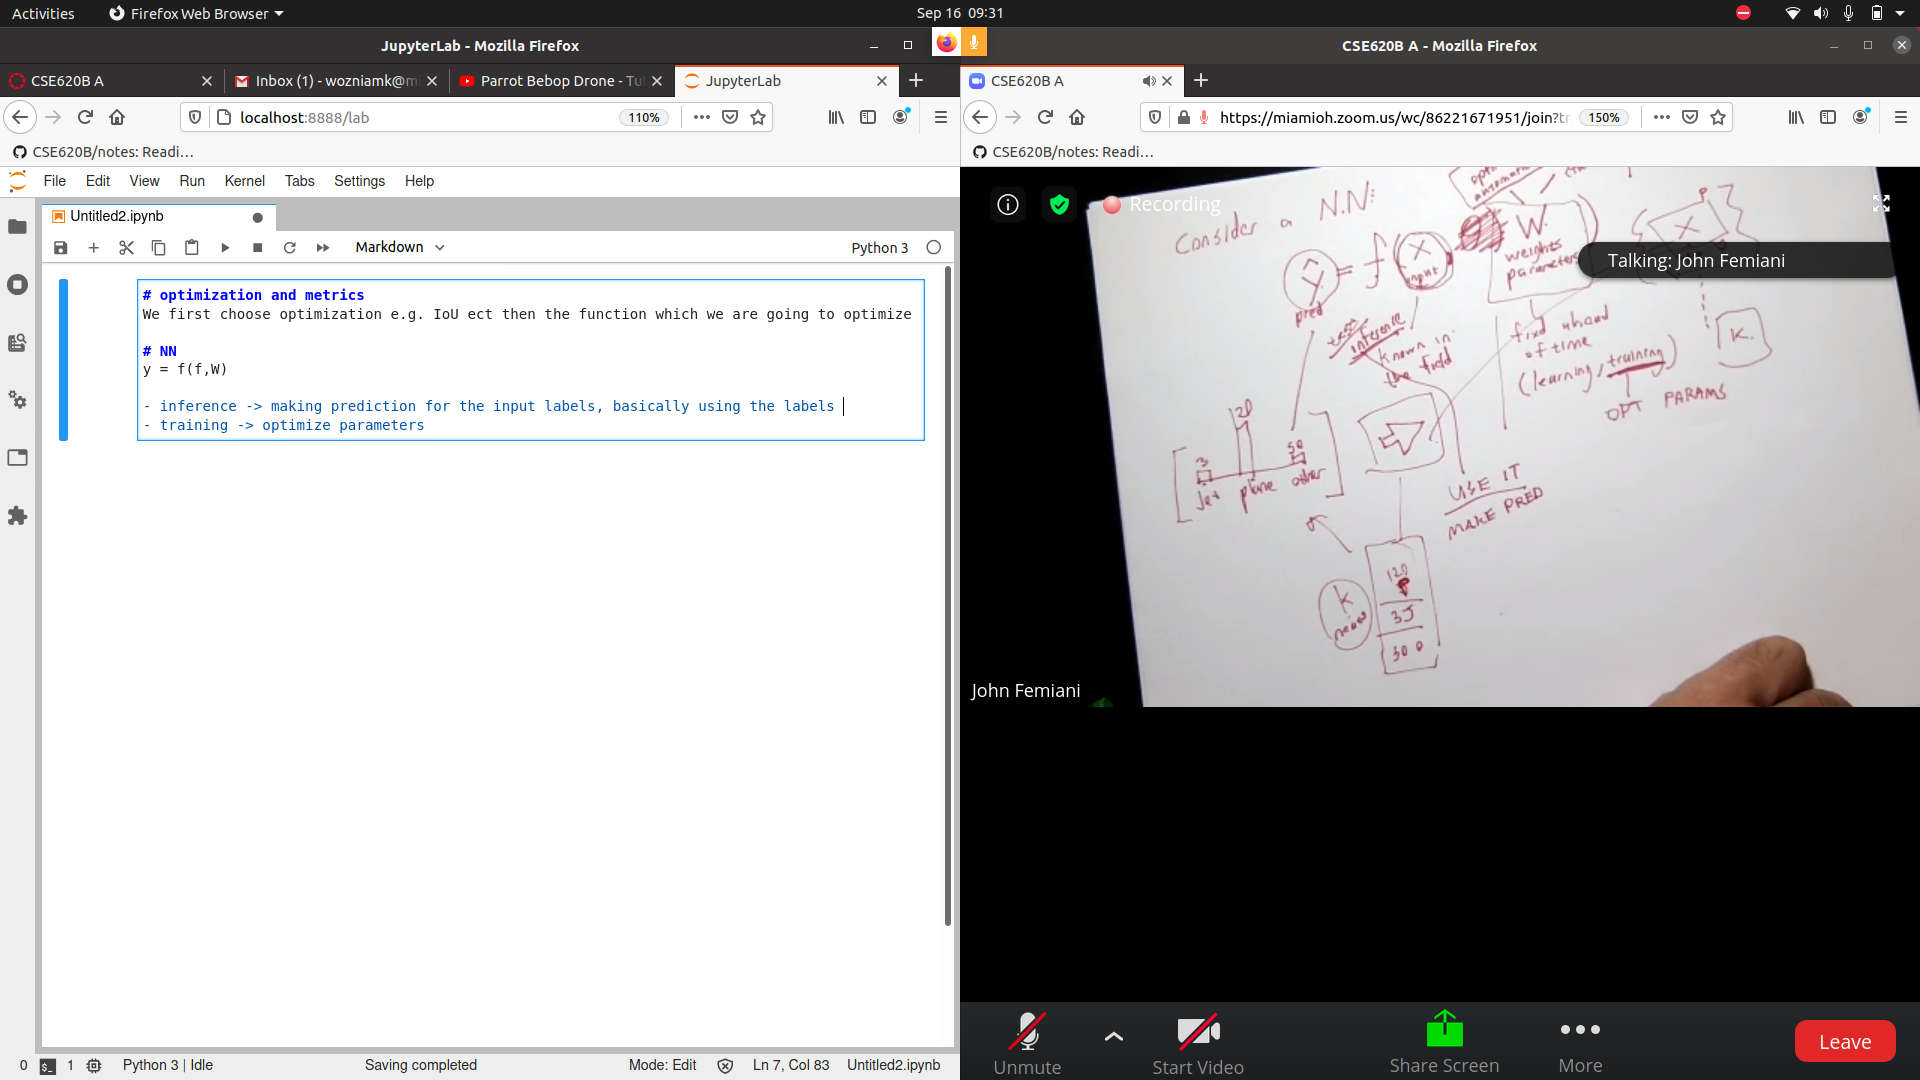 Activities
Firefox Web Browser
Sep 16 09:31
JupyterLab - Mozilla Firefox
CSE620B A
Inbox (1) - wozniamk@m
Parrot Bebop Drone - Tu
JupyterLab
localhost:8888/lab
110%
CSE620B/notes: Readi…
File Edit View Run Kernel Tabs Settings Help
Untitled2.ipynb
Markdown
Python 3
# optimization and metrics
We first choose optimization e.g. IoU ect then the function which we are going to optimize
# NN
y = f(f,W)
- inference -> making prediction for the input labels, basically using the labels
- training -> optimize parameters
0
1
Python 3 | Idle
Saving completed
Mode: Edit
Ln 7, Col 83
Untitled2.ipynb
CSE620B A - Mozilla Firefox
CSE620B A
https://miamioh.zoom.us/wc/86221671951/join?tr
150%
CSE620B/notes: Readi…
Recording
Talking: John Femiani
Consider a N.N:
ŷ = f( X W
input
weights
parameters
pred
X
K
inference
known in
the field
fixd ahead
of time
(learning, training)
OPT PARAMS
3
120
50
Jet plane other
USE IT
MAKE PRED
K
120
35
500
John Femiani
Unmute
Start Video
Share Screen
More
Leave